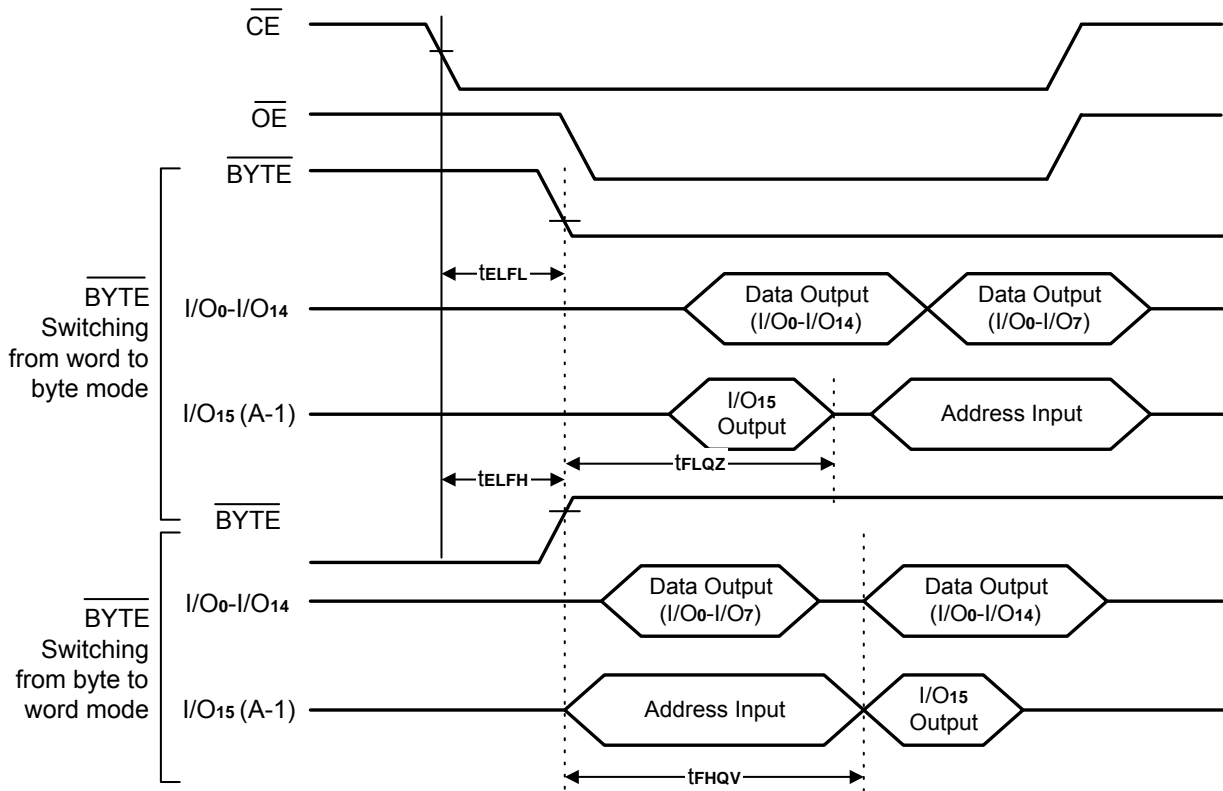 CE
OE
BYTE
tELFL
BYTE
Switching
from word to
byte mode
I/O0-I/O14
Data Output
(I/O0-I/O14)
Data Output
(I/O0-I/O7)
I/O15 (A-1)
I/O15
Output
Address Input
tELFH
tFLQZ
BYTE
BYTE
Switching
from byte to
word mode
I/O0-I/O14
Data Output
(I/O0-I/O7)
Data Output
(I/O0-I/O14)
I/O15 (A-1)
Address Input
I/O15
Output
tFHQV